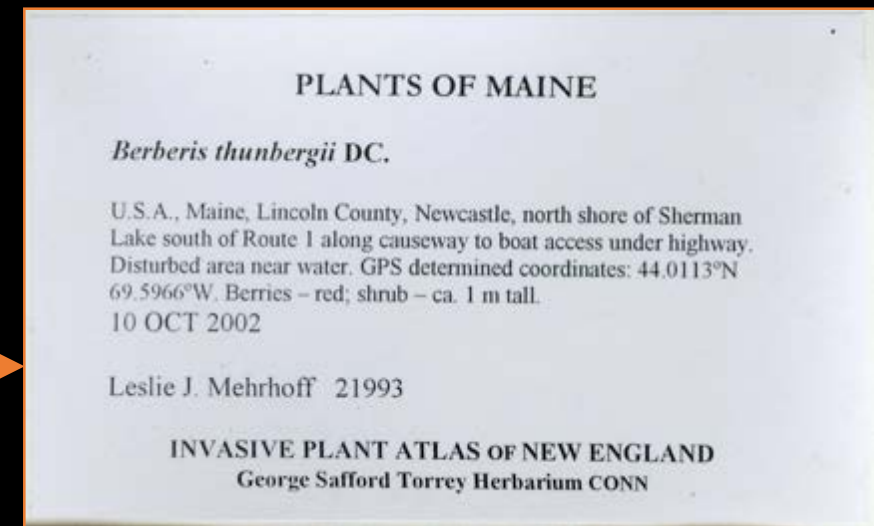 PLANTS OF MAINE
Berberis thunbergii DC.
U.S.A., Maine, Lincoln County, Newcastle, north shore of Sherman
Lake south of Route 1 along causeway to boat access under highway.
Disturbed area near water. GPS determined coordinates: 44.0113°N
69.5966°W. Berries – red; shrub – ca. 1 m tall.
10 OCT 2002
Leslie J. Mehrhoff 21993
INVASIVE PLANT ATLAS OF NEW ENGLAND
George Safford Torrey Herbarium CONN